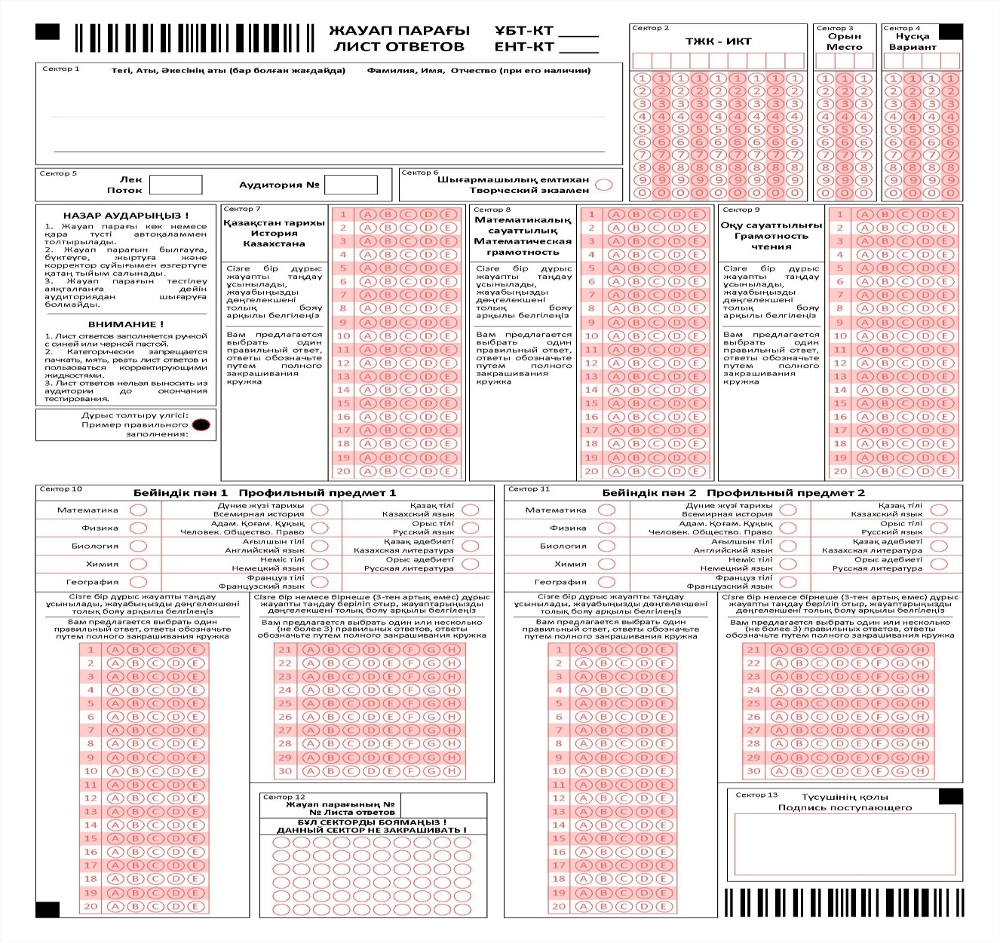 ЖАУАП ПАРАҒЫ ҰБТ-КТ ____
ЛИСТ ОТВЕТОВ ЕНТ-КТ ____
Сектор 1
Тегі, Аты, Әкесінің аты (бар болған жағдайда) Фамилия, Имя, Отчество (при его наличии)
Сектор 2
ТЖК - ИКТ
1 1 1 1 1 1 1 1 1
2 2 2 2 2 2 2 2 2
3 3 3 3 3 3 3 3 3
4 4 4 4 4 4 4 4 4
5 5 5 5 5 5 5 5 5
6 6 6 6 6 6 6 6 6
7 7 7 7 7 7 7 7 7
8 8 8 8 8 8 8 8 8
9 9 9 9 9 9 9 9 9
0 0 0 0 0 0 0 0 0
Сектор 3
Орын
Место
1 1 1
2 2 2
3 3 3
4 4 4
5 5 5
6 6 6
7 7 7
8 8 8
9 9 9
0 0 0
Сектор 4
Нұсқа
Вариант
1 1 1 1
2 2 2 2
3 3 3 3
4 4 4 4
5 5 5 5
6 6 6 6
7 7 7 7
8 8 8 8
9 9 9 9
0 0 0 0
Сектор 5
Лек
Поток
Аудитория №
Сектор 6
Шығармашылық емтихан
Творческий экзамен
НАЗАР АУДАРЫҢЫЗ !
1. Жауап парағы көк немесе
қара түсті автоқаламмен
толтырылады.
2. Жауап парағын былғауға,
бүктеуге, жыртуға және
корректор сұйығымен өзгертуге
қатаң тыйым салынады.
3. Жауап парағын тестілеу
аяқталғанға дейін
аудиториядан шығаруға
болмайды.
ВНИМАНИЕ !
1. Лист ответов заполняется ручкой
с синей или черной пастой.
2. Категорически запрещается
пачкать, мять, рвать лист ответов и
пользоваться корректирующими
жидкостями.
3. Лист ответов нельзя выносить из
аудитории до окончания
тестирования.
Дұрыс толтыру үлгісі:
Пример правильного
заполнения:
Сектор 7
Қазақстан тарихы
История
Казахстана
Сізге бір дұрыс
жауапты таңдау
ұсынылады,
жауабыңызды
дөңгелекшені
толық бояу
арқылы белгілеңіз
Вам предлагается
выбрать один
правильный ответ,
ответы обозначьте
путем полного
закрашивания
кружка
1 A B C D E
2 A B C D E
3 A B C D E
4 A B C D E
5 A B C D E
6 A B C D E
7 A B C D E
8 A B C D E
9 A B C D E
10 A B C D E
11 A B C D E
12 A B C D E
13 A B C D E
14 A B C D E
15 A B C D E
16 A B C D E
17 A B C D E
18 A B C D E
19 A B C D E
20 A B C D E
Сектор 8
Математикалық
сауаттылық
Математическая
грамотность
Сізге бір дұрыс
жауапты таңдау
ұсынылады,
жауабыңызды
дөңгелекшені
толық бояу
арқылы белгілеңіз
Вам предлагается
выбрать один
правильный ответ,
ответы обозначьте
путем полного
закрашивания
кружка
1 A B C D E
2 A B C D E
3 A B C D E
4 A B C D E
5 A B C D E
6 A B C D E
7 A B C D E
8 A B C D E
9 A B C D E
10 A B C D E
11 A B C D E
12 A B C D E
13 A B C D E
14 A B C D E
15 A B C D E
16 A B C D E
17 A B C D E
18 A B C D E
19 A B C D E
20 A B C D E
Сектор 9
Оқу сауаттылығы
Грамотность
чтения
Сізге бір дұрыс
жауапты таңдау
ұсынылады,
жауабыңызды
дөңгелекшені
толық бояу
арқылы белгілеңіз
Вам предлагается
выбрать один
правильный ответ,
ответы обозначьте
путем полного
закрашивания
кружка
1 A B C D E
2 A B C D E
3 A B C D E
4 A B C D E
5 A B C D E
6 A B C D E
7 A B C D E
8 A B C D E
9 A B C D E
10 A B C D E
11 A B C D E
12 A B C D E
13 A B C D E
14 A B C D E
15 A B C D E
16 A B C D E
17 A B C D E
18 A B C D E
19 A B C D E
20 A B C D E
Сектор 10
Бейіндік пән 1 Профильный предмет 1
Математика
Физика
Биология
Химия
География
Дүние жүзі тарихы
Всемирная история
Адам. Қоғам. Құқық
Человек. Общество. Право
Ағылшын тілі
Английский язык
Неміс тілі
Немецкий язык
Француз тілі
Французский язык
Қазақ тілі
Казахский язык
Орыс тілі
Русский язык
Қазақ әдебиеті
Казахская литература
Орыс әдебиеті
Русская литература
Сізге бір дұрыс жауапты таңдау
ұсынылады, жауабыңызды дөңгелекшені
толық бояу арқылы белгілеңіз
Вам предлагается выбрать один
правильный ответ, ответы обозначьте
путем полного закрашивания кружка
1 A B C D E
2 A B C D E
3 A B C D E
4 A B C D E
5 A B C D E
6 A B C D E
7 A B C D E
8 A B C D E
9 A B C D E
10 A B C D E
11 A B C D E
12 A B C D E
13 A B C D E
14 A B C D E
15 A B C D E
16 A B C D E
17 A B C D E
18 A B C D E
19 A B C D E
20 A B C D E
Сізге бір немесе бірнеше (3-тен артық емес) дұрыс
жауапты таңдау беріліп отыр, жауаптарыңызды
дөңгелекшені толық бояу арқылы белгілеңіз
Вам предлагается выбрать один или несколько
(не более 3) правильных ответов, ответы
обозначьте путем полного закрашивания кружка
21 A B C D E F G H
22 A B C D E F G H
23 A B C D E F G H
24 A B C D E F G H
25 A B C D E F G H
26 A B C D E F G H
27 A B C D E F G H
28 A B C D E F G H
29 A B C D E F G H
30 A B C D E F G H
Сектор 12
Жауап парағының №
№ Листа ответов
БҰЛ СЕКТОРДЫ БОЯМАҢЫЗ !
ДАННЫЙ СЕКТОР НЕ ЗАКРАШИВАТЬ !
Сектор 11
Бейіндік пән 2 Профильный предмет 2
Математика
Физика
Биология
Химия
География
Дүние жүзі тарихы
Всемирная история
Адам. Қоғам. Құқық
Человек. Общество. Право
Ағылшын тілі
Английский язык
Неміс тілі
Немецкий язык
Француз тілі
Французский язык
Қазақ тілі
Казахский язык
Орыс тілі
Русский язык
Қазақ әдебиеті
Казахская литература
Орыс әдебиеті
Русская литература
Сізге бір дұрыс жауапты таңдау
ұсынылады, жауабыңызды дөңгелекшені
толық бояу арқылы белгілеңіз
Вам предлагается выбрать один
правильный ответ, ответы обозначьте
путем полного закрашивания кружка
1 A B C D E
2 A B C D E
3 A B C D E
4 A B C D E
5 A B C D E
6 A B C D E
7 A B C D E
8 A B C D E
9 A B C D E
10 A B C D E
11 A B C D E
12 A B C D E
13 A B C D E
14 A B C D E
15 A B C D E
16 A B C D E
17 A B C D E
18 A B C D E
19 A B C D E
20 A B C D E
Сізге бір немесе бірнеше (3-тен артық емес) дұрыс
жауапты таңдау беріліп отыр, жауаптарыңызды
дөңгелекшені толық бояу арқылы белгілеңіз
Вам предлагается выбрать один или несколько
(не более 3) правильных ответов, ответы
обозначьте путем полного закрашивания кружка
21 A B C D E F G H
22 A B C D E F G H
23 A B C D E F G H
24 A B C D E F G H
25 A B C D E F G H
26 A B C D E F G H
27 A B C D E F G H
28 A B C D E F G H
29 A B C D E F G H
30 A B C D E F G H
Сектор 13
Түсушінің қолы
Подпись поступающего